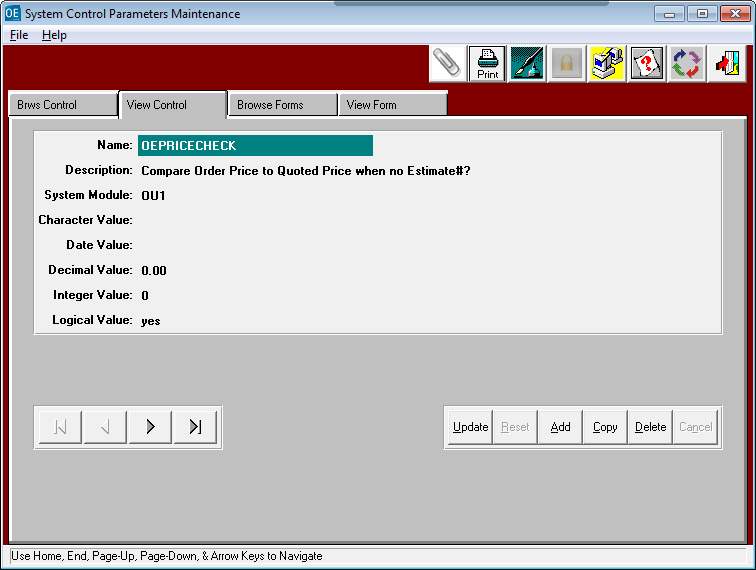 OE System Control Parameters Maintenance
File Help
Print
Brws Control View Control Browse Forms View Form
Name: OEPRICECHECK
Description: Compare Order Price to Quoted Price when no Estimate#?
System Module: OU1
Character Value:
Date Value:
Decimal Value: 0.00
Integer Value: 0
Logical Value: yes
Update Reset Add Copy Delete Cancel
Use Home, End, Page-Up, Page-Down, & Arrow Keys to Navigate